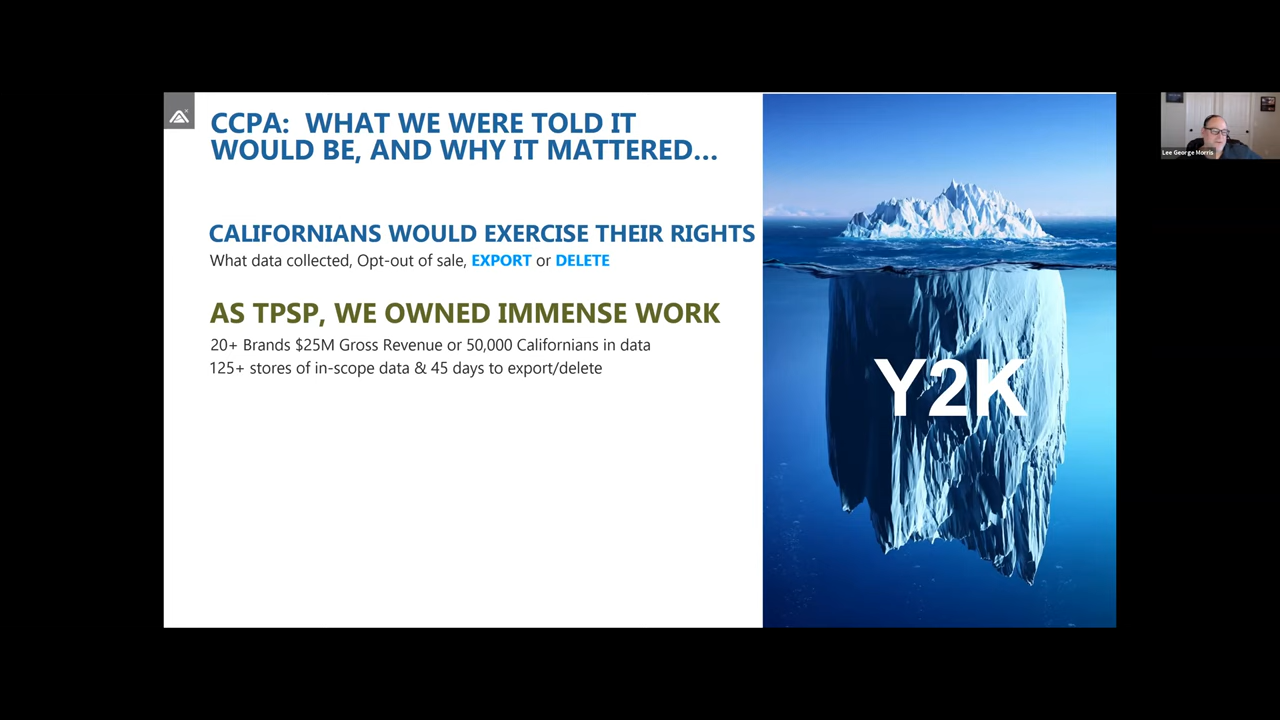 CCPA:  WHAT WE WERE TOLD IT
WOULD BE, AND WHY IT MATTERED...
CALIFORNIANS WOULD EXERCISE THEIR RIGHTS
What data collected, Opt-out of sale, EXPORT or DELETE
AS TPSP, WE OWNED IMMENSE WORK
20+ Brands $25M Gross Revenue or 50,000 Californians in data
125+ stores of in-scope data & 45 days to export/delete
Y2K
Lee George Morris